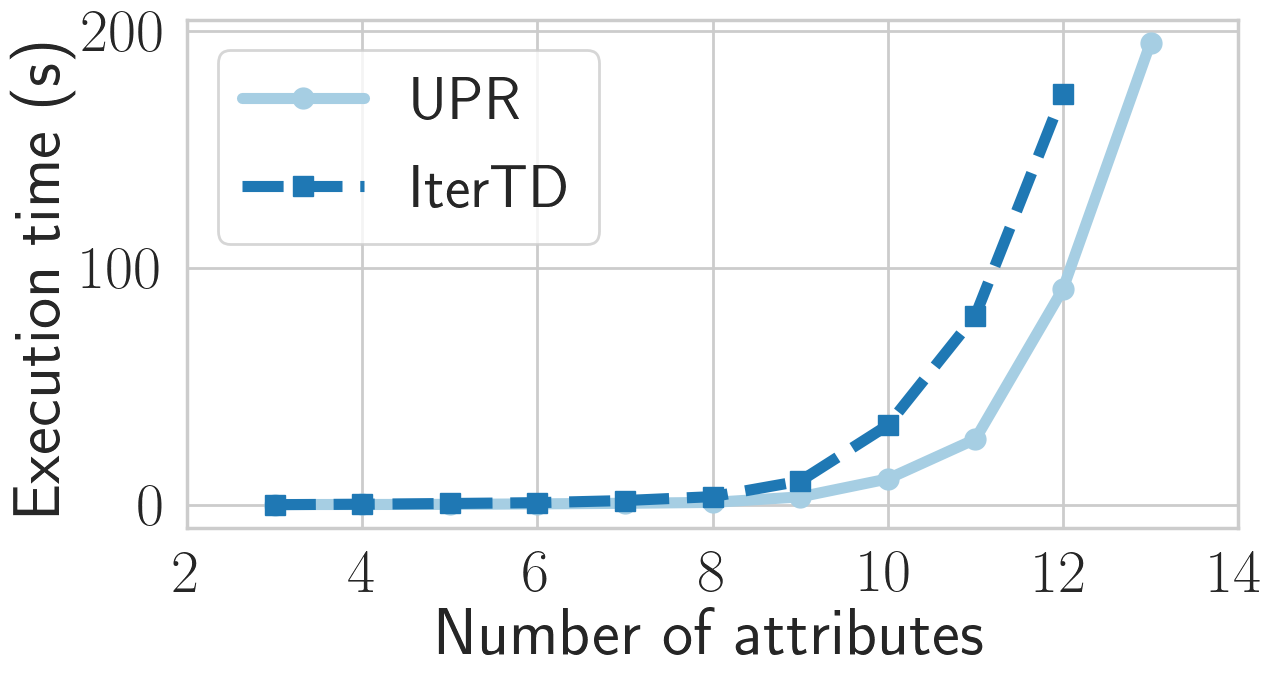 Execution time (s)
200
100
0
UPR
IterTD
2 4 6 8 10 12 14
Number of attributes